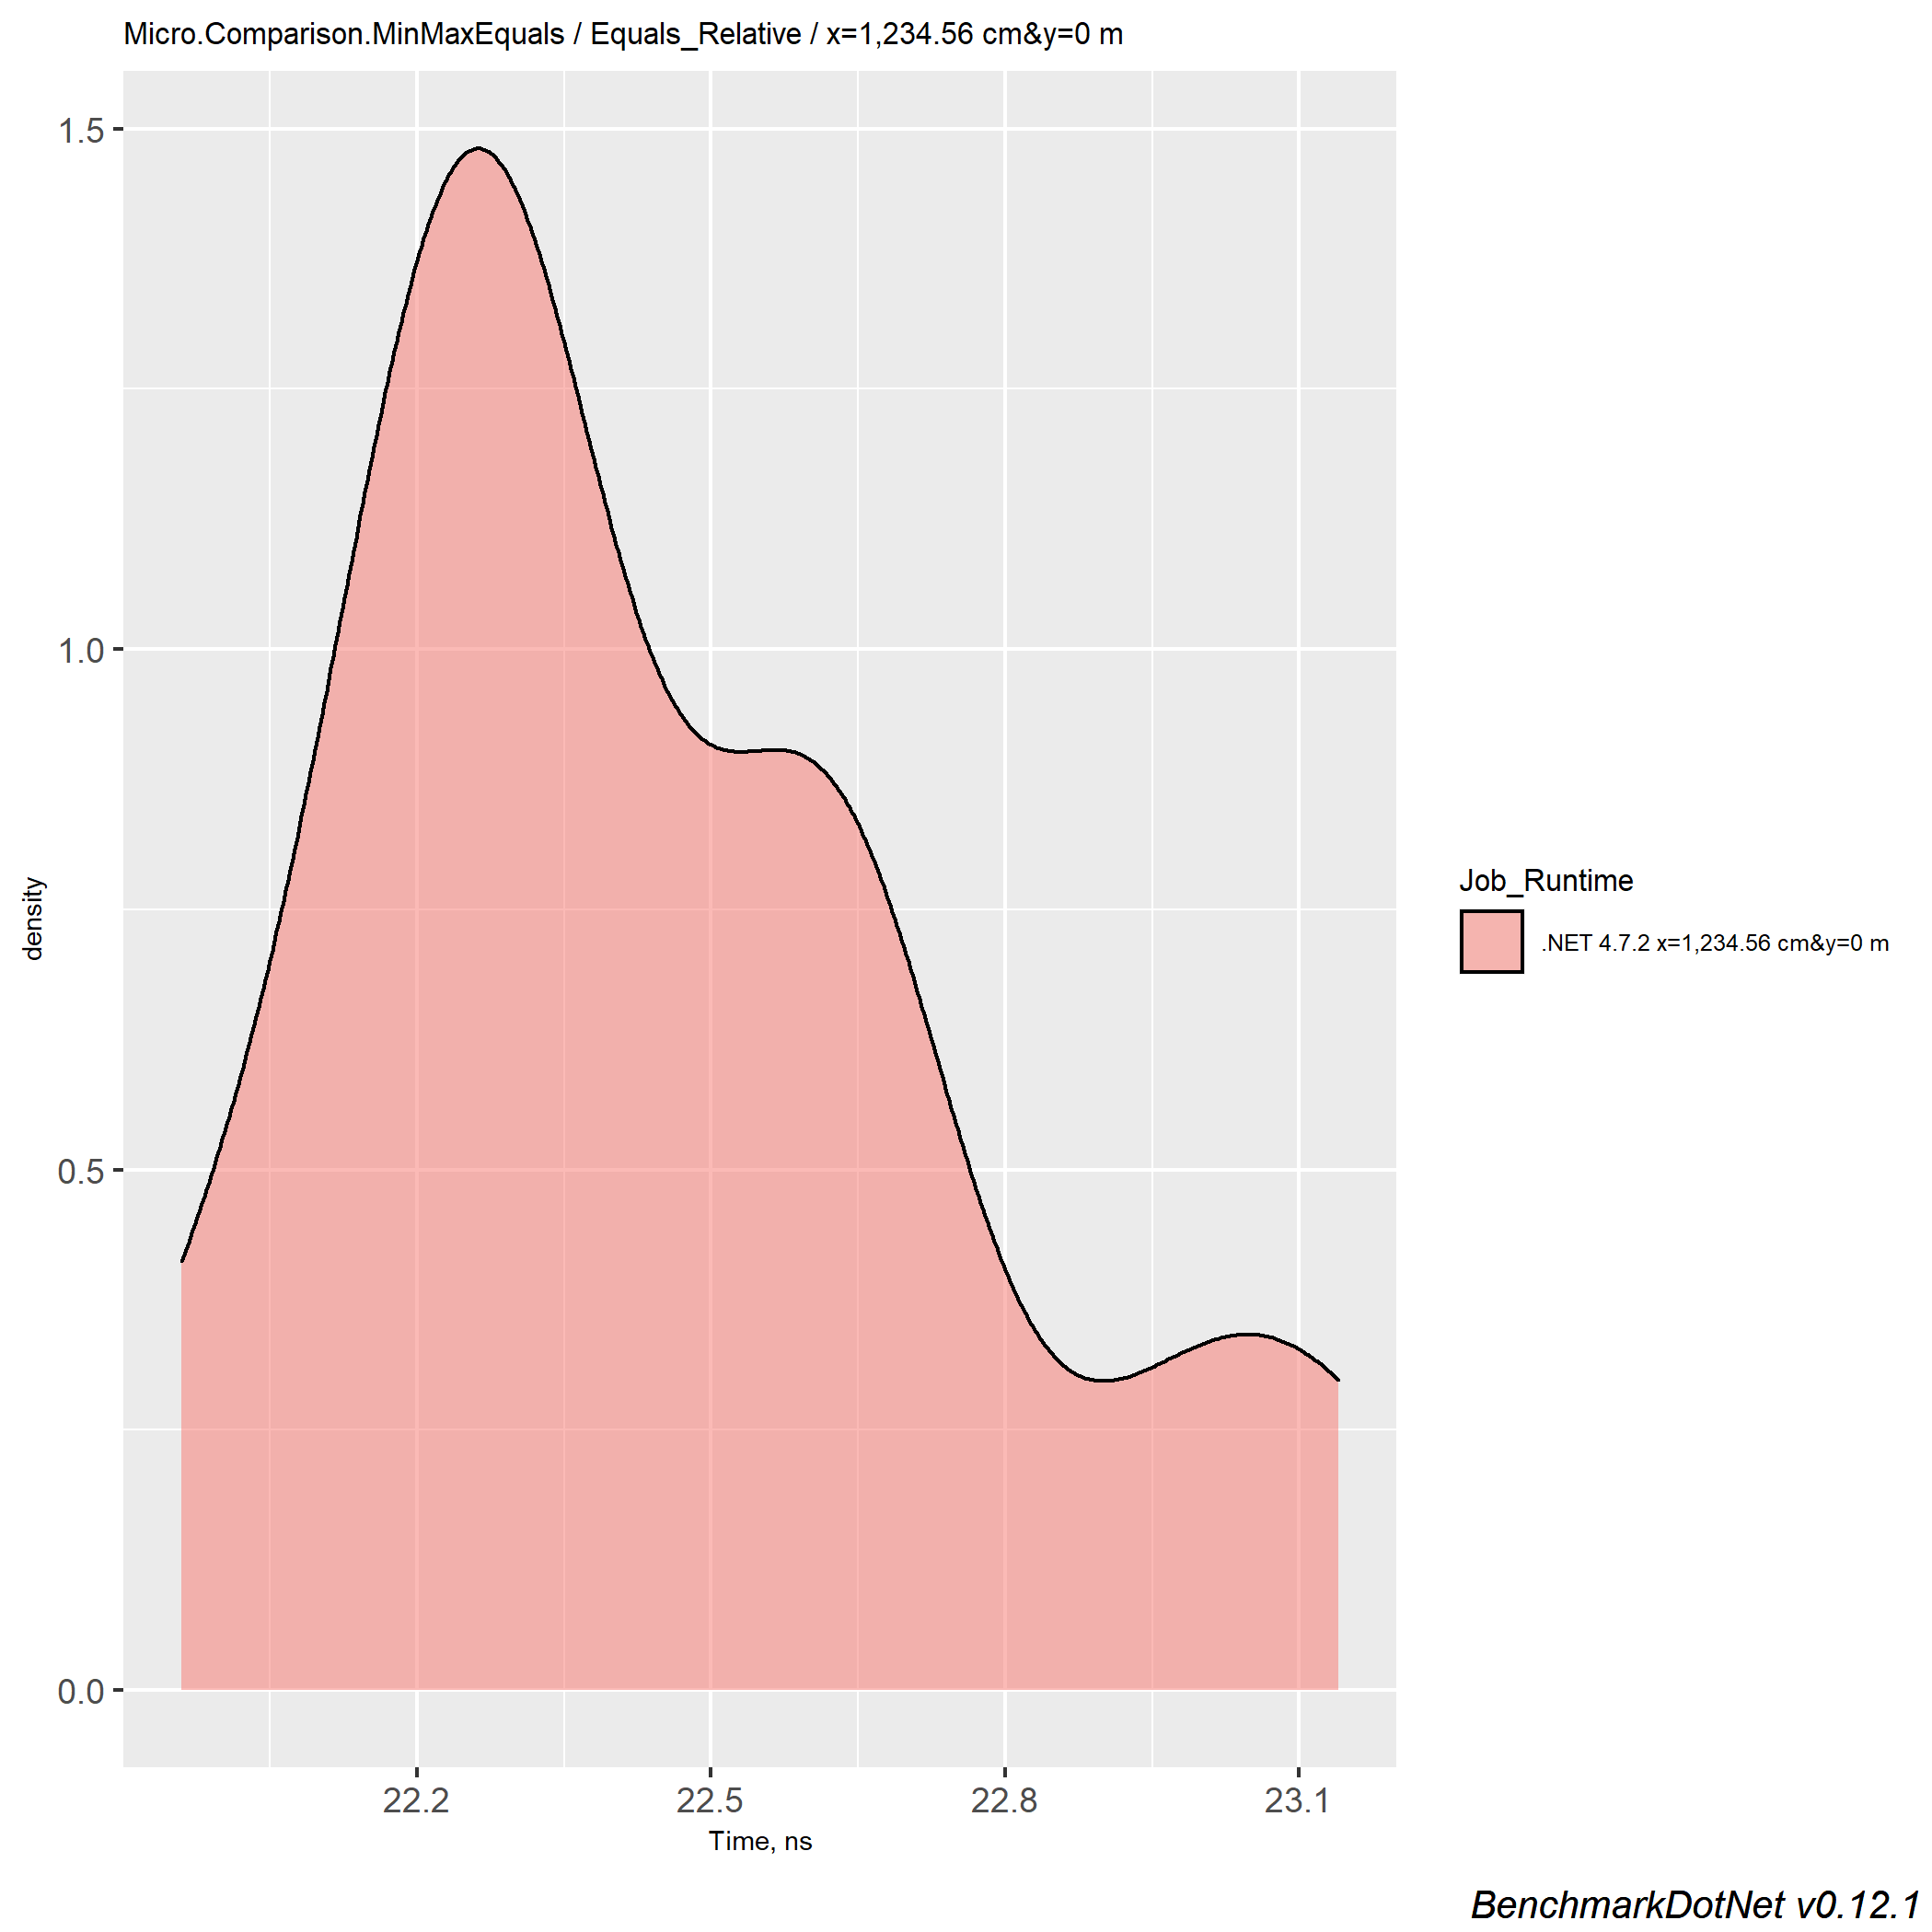 Micro.Comparison.MinMaxEquals / Equals_Relative / x=1,234.56 cm&y=0 m
1.5
1.0
0.5
0.0
density
22.2
22.5
22.8
23.1
Time, ns
Job_Runtime
.NET 4.7.2 x=1,234.56 cm&y=0 m
BenchmarkDotNet v0.12.1